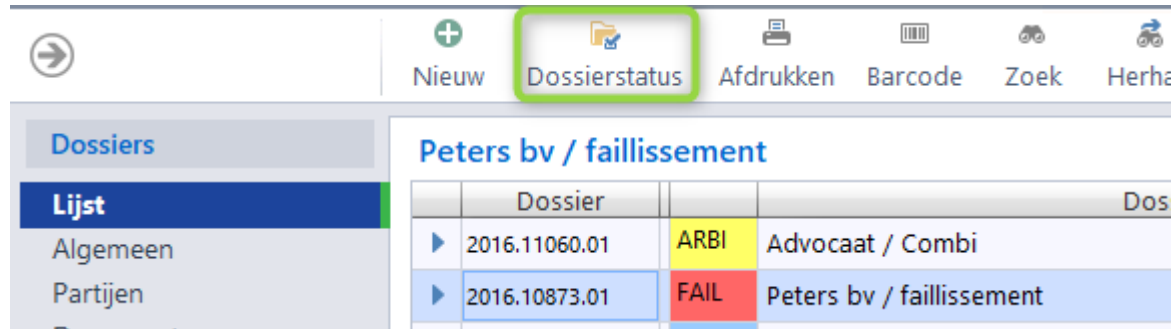 Nieuw Dossierstatus Afdrukken Barcode Zoek
Dossiers
Peters bv / faillissement
Lijst
Dossier
2016.11060.01 ARBI Advocaat / Combi
Algemeen
2016.10873.01 FAIL Peters bv / faillissement
Partijen